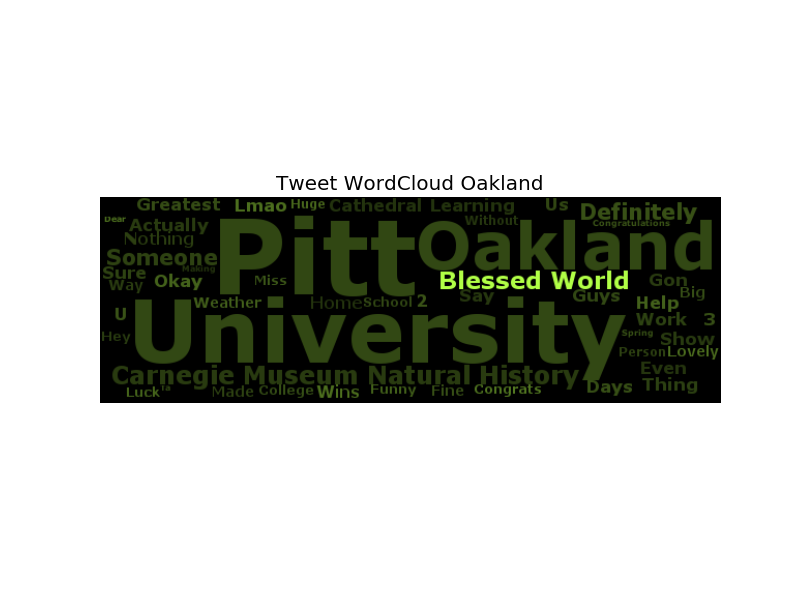 Tweet WordCloud Oakland
Greatest Lmao Huge Cathedral Learning Us Definitely
Dear Actually Without Congratulations
Nothing Pitt Oakland
Someone Making
Sure Okay Miss Blessed World Gon
Way Say Guys Big
Weather Home School 2 Help
U University Work 3
Hey Spring Show
Person Lovely
Carnegie Museum Natural History Even
Luck Made College Wins Funny Fine Congrats Days Thing